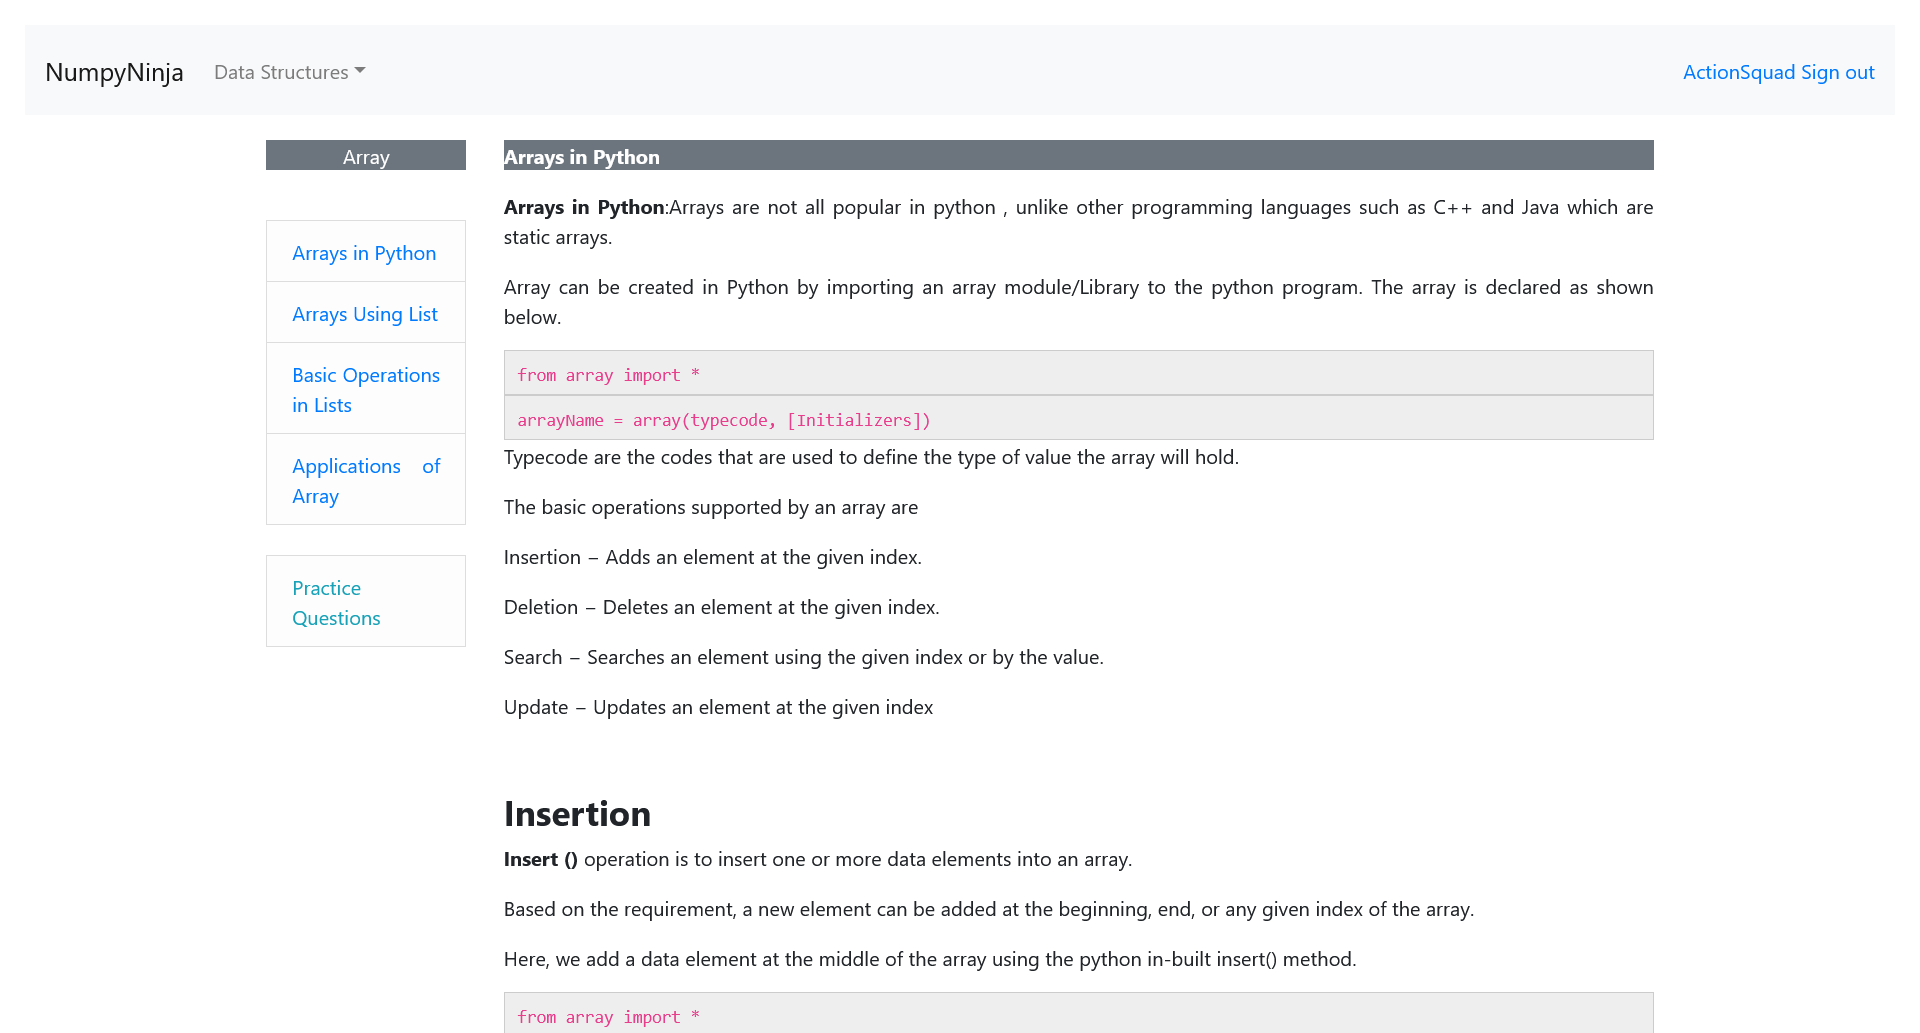 NumpyNinja Data Structures ActionSquad Sign out
Array
Arrays in Python
Arrays Using List
Basic Operations
in Lists
Applications of
Array
Practice
Questions
Arrays in Python
Arrays in Python:Arrays are not all popular in python , unlike other programming languages such as C++ and Java which are
static arrays.
Array can be created in Python by importing an array module/Library to the python program. The array is declared as shown
below.
from array import *
arrayName = array(typecode, [Initializers])
Typecode are the codes that are used to define the type of value the array will hold.
The basic operations supported by an array are
Insertion − Adds an element at the given index.
Deletion − Deletes an element at the given index.
Search − Searches an element using the given index or by the value.
Update − Updates an element at the given index
Insertion
Insert () operation is to insert one or more data elements into an array.
Based on the requirement, a new element can be added at the beginning, end, or any given index of the array.
Here, we add a data element at the middle of the array using the python in-built insert() method.
from array import *